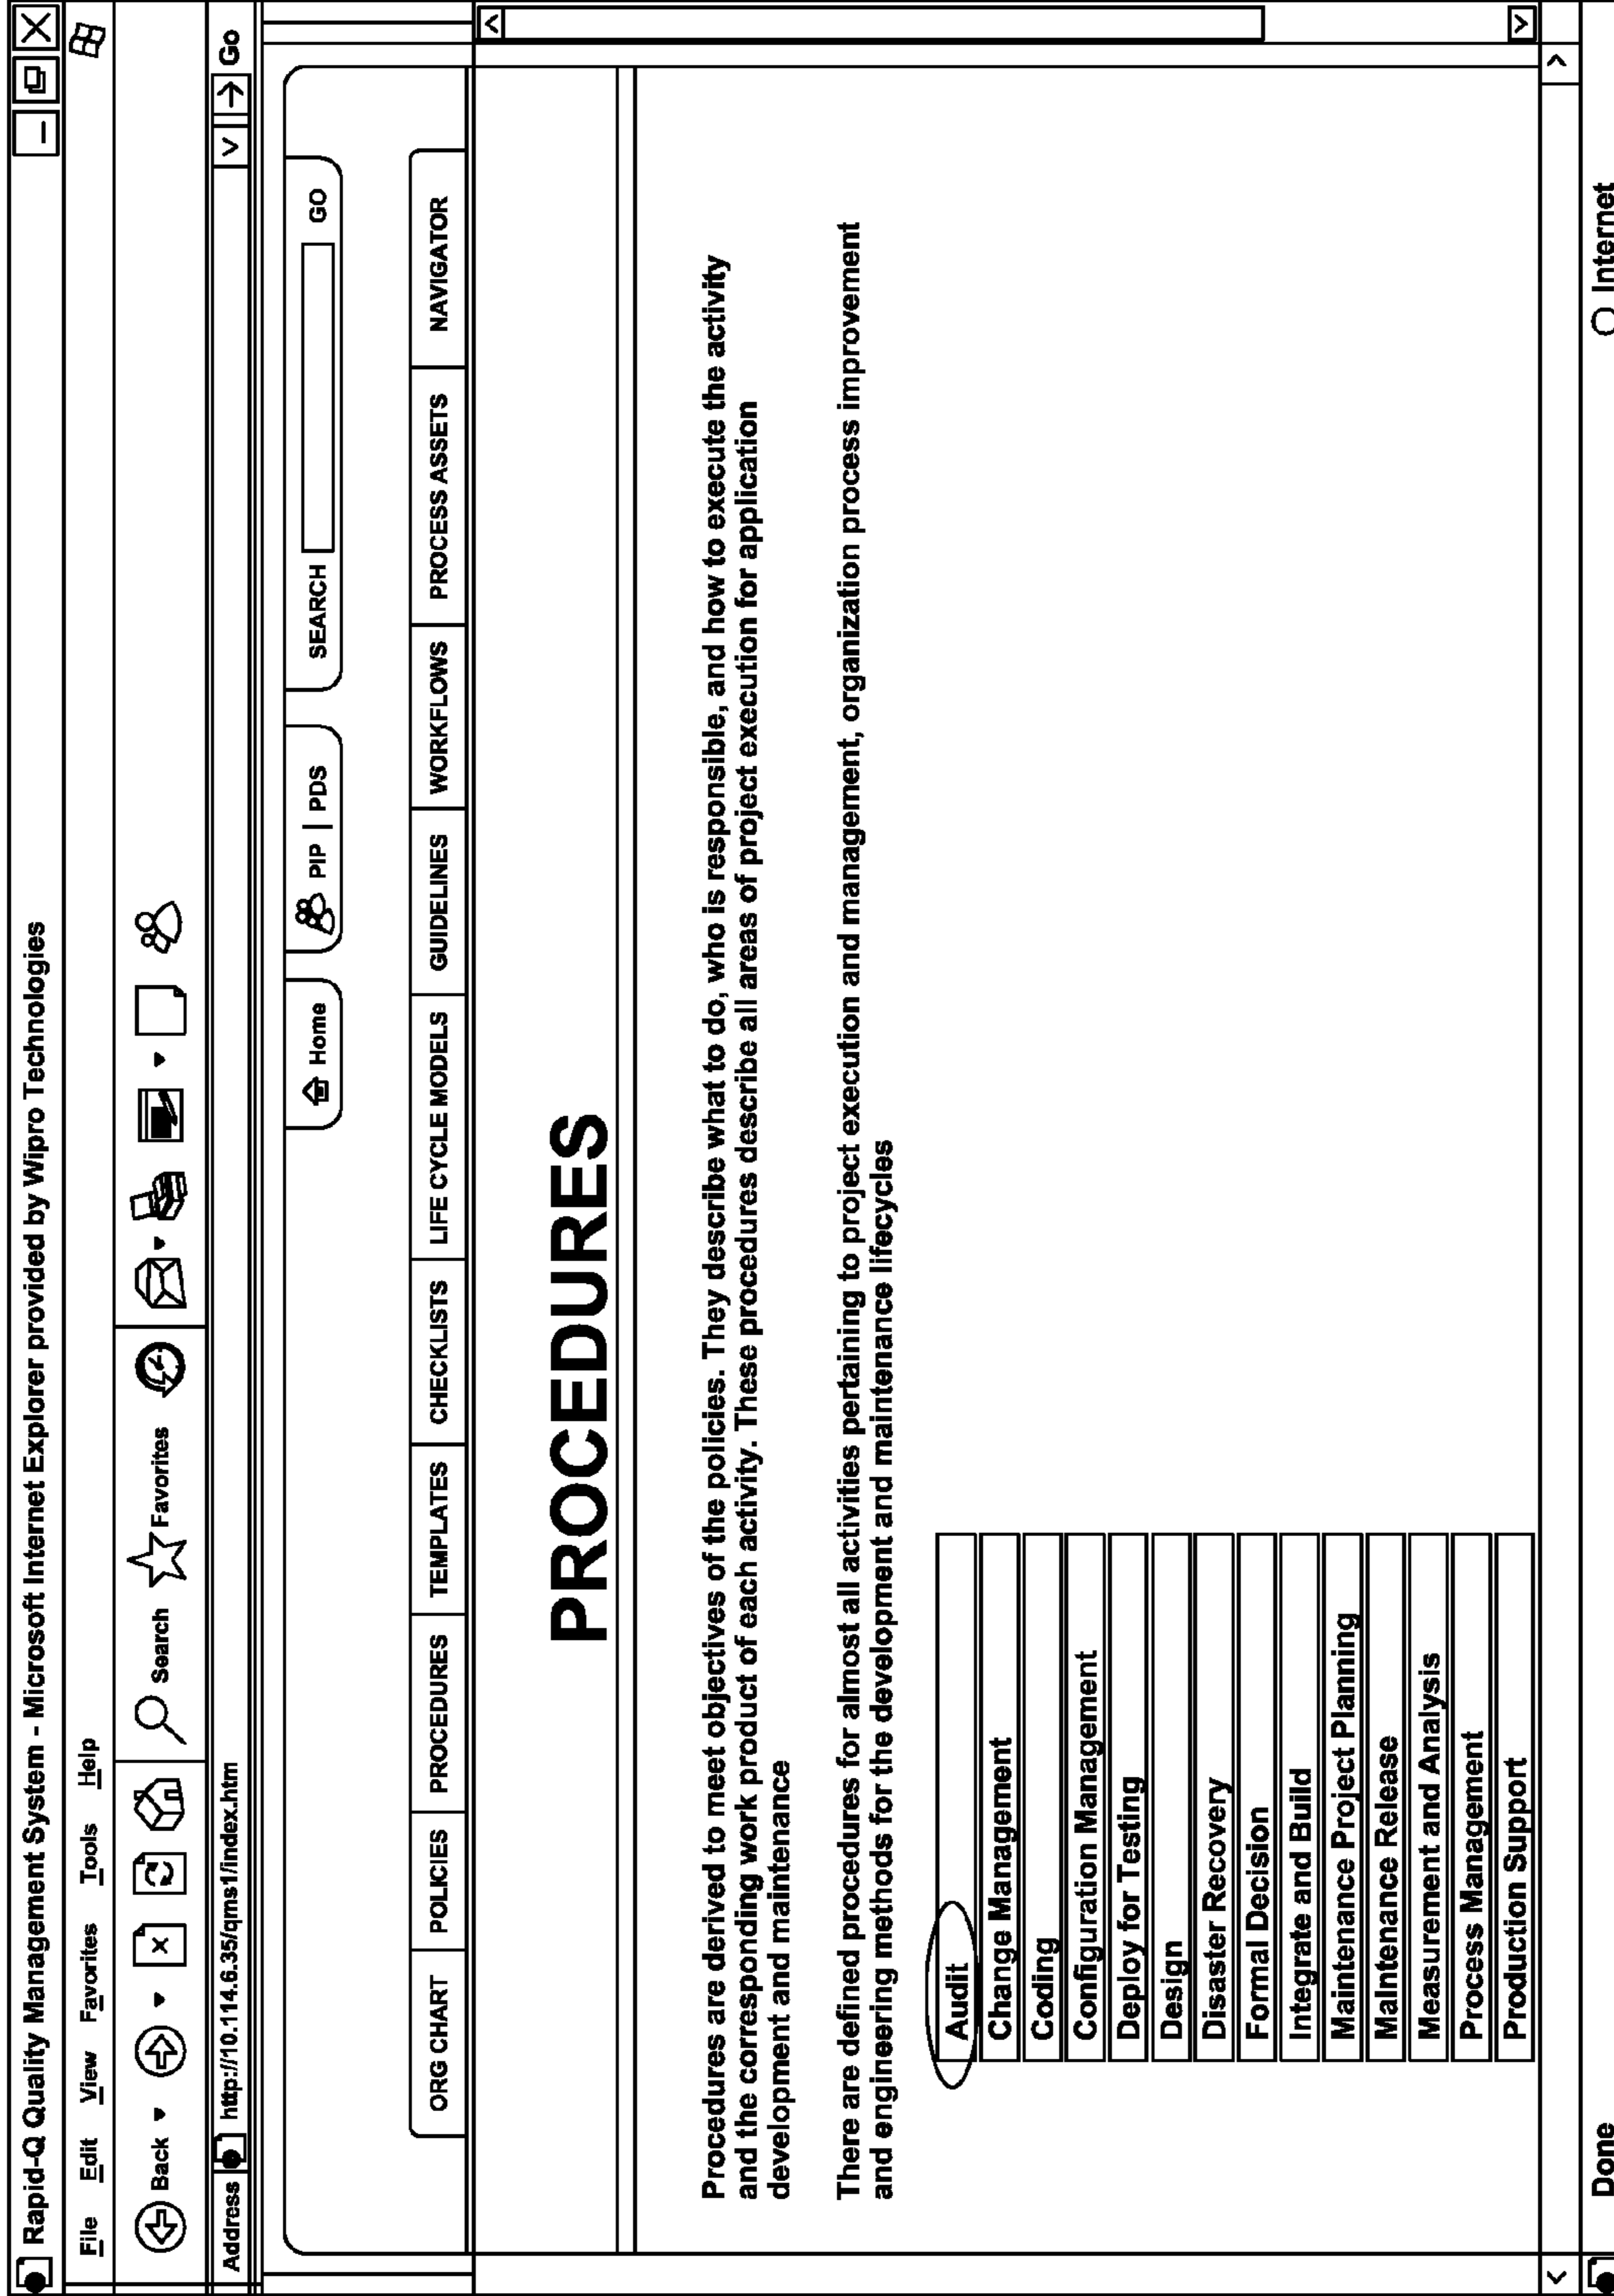 Rapid-Q Quality Management System - Microsoft Internet Explorer provided by Wipro Technologies
File Edit View Favorites Tools Help
Back Search Favorites
Address http://10.114.6.35/qms1/index.htm Go
Home PIP | PDS SEARCH GO
ORG CHART POLICIES PROCEDURES TEMPLATES CHECKLISTS LIFE CYCLE MODELS GUIDELINES WORKFLOWS PROCESS ASSETS NAVIGATOR
PROCEDURES
Procedures are derived to meet objectives of the policies. They describe what to do, who is responsible, and how to execute the activity
and the corresponding work product of each activity. These procedures describe all areas of project execution for application
development and maintenance
There are defined procedures for almost all activities pertaining to project execution and management, organization process improvement
and engineering methods for the development and maintenance lifecycles
Audit
Change Management
Coding
Configuration Management
Deploy for Testing
Design
Disaster Recovery
Formal Decision
Integrate and Build
Maintenance Project Planning
Maintenance Release
Measurement and Analysis
Process Management
Production Support
Done Internet